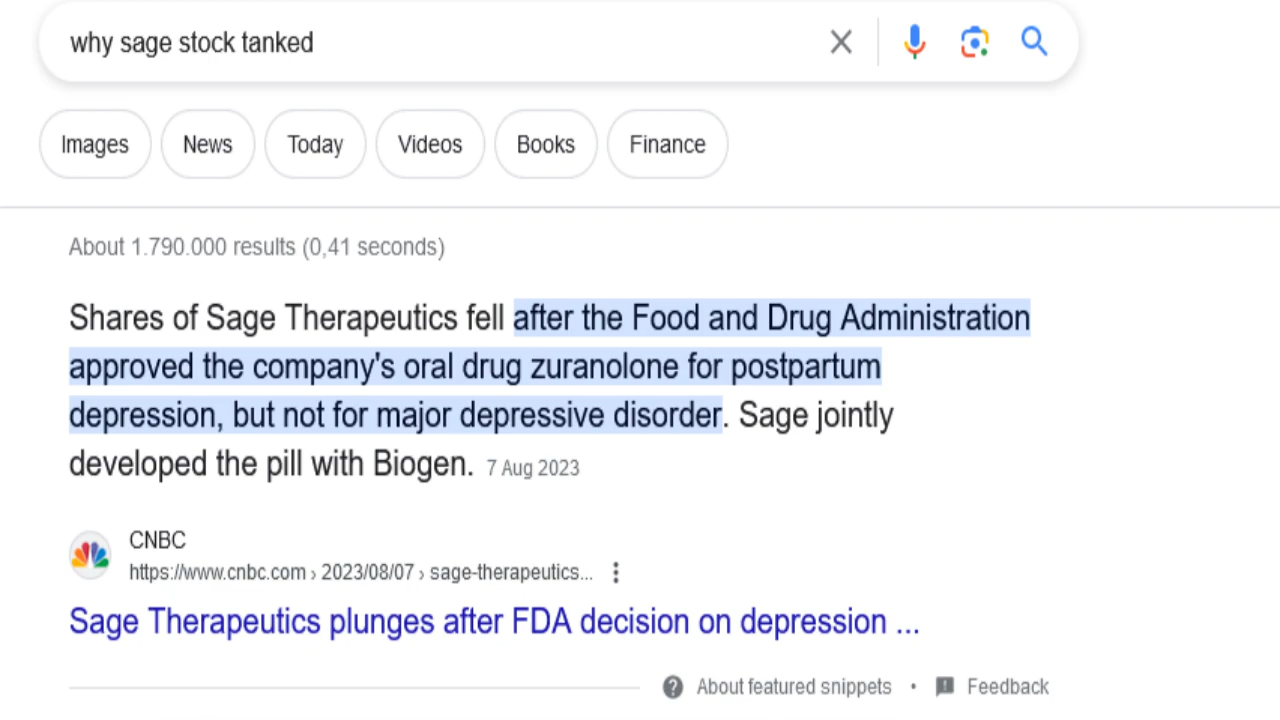 why sage stock tanked
Images News Today Videos Books Finance
About 1.790.000 results (0,41 seconds)
Shares of Sage Therapeutics fell after the Food and Drug Administration
approved the company's oral drug zuranolone for postpartum
depression, but not for major depressive disorder. Sage jointly
developed the pill with Biogen. 7 Aug 2023
CNBC
https://www.cnbc.com › 2023/08/07 › sage-therapeutics...
Sage Therapeutics plunges after FDA decision on depression ...
About featured snippets • Feedback